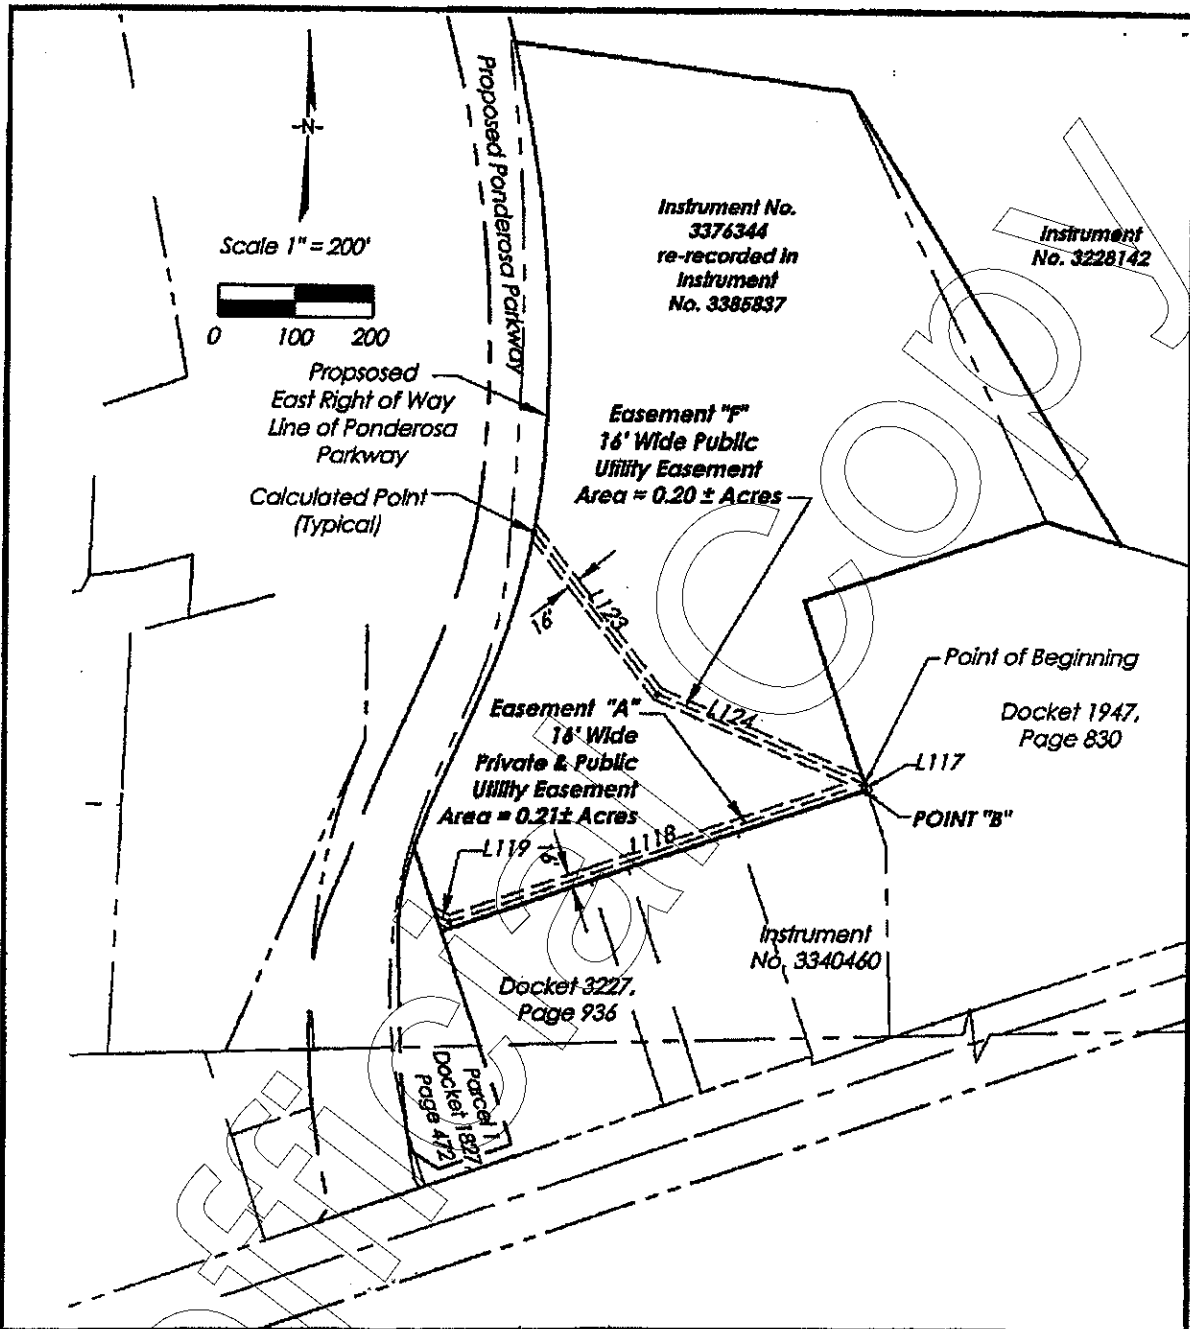 Proposed Ponderosa Parkway
N
Scale 1" = 200'
0 100 200
Instrument No.
3376344
re-recorded in
Instrument
No. 3385837
Instrument
No. 3228142
Propsosed
East Right of Way
Line of Ponderosa
Parkway
Easement "F"
16' Wide Public
Utility Easement
Area = 0.20 ± Acres
Calculated Point
(Typical)
L123
16'
Point of Beginning
L124
Easement "A"
16' Wide
Private & Public
Utility Easement
Area = 0.21± Acres
Docket 1947,
Page 830
L117
POINT "B"
L118
L119
16'
Instrument
No. 3340460
Docket 3227,
Page 936
Parcel 1
Docket 1827,
Page 472
Unofficial Copy